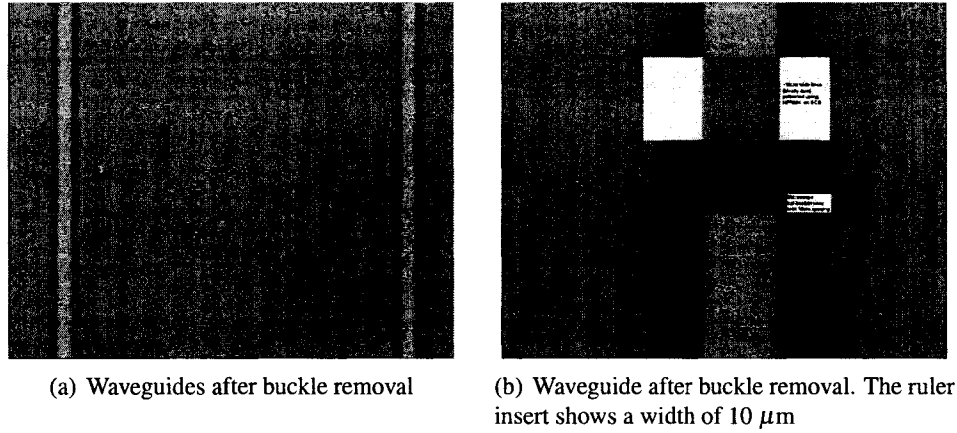 (a) Waveguides after buckle removal
(b) Waveguide after buckle removal. The ruler
insert shows a width of 10 μm